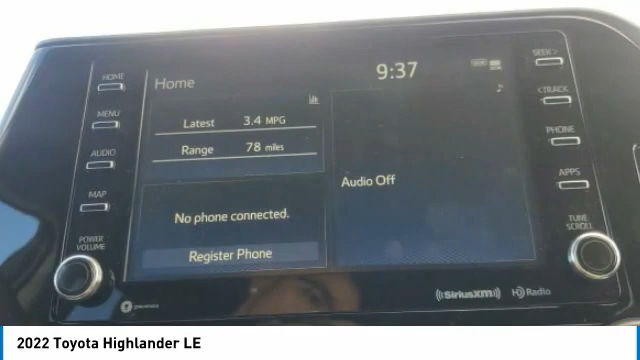 HOME
MENU
AUDIO
MAP
POWER
VOLUME
Home
9:37
Latest 3.4 MPG
Range 78 miles
No phone connected.
Register Phone
Audio Off
SEEK >
<TRACK
PHONE
APPS
TUNE
SCROLL
((SiriusXM)) HD Radio
2022 Toyota Highlander LE